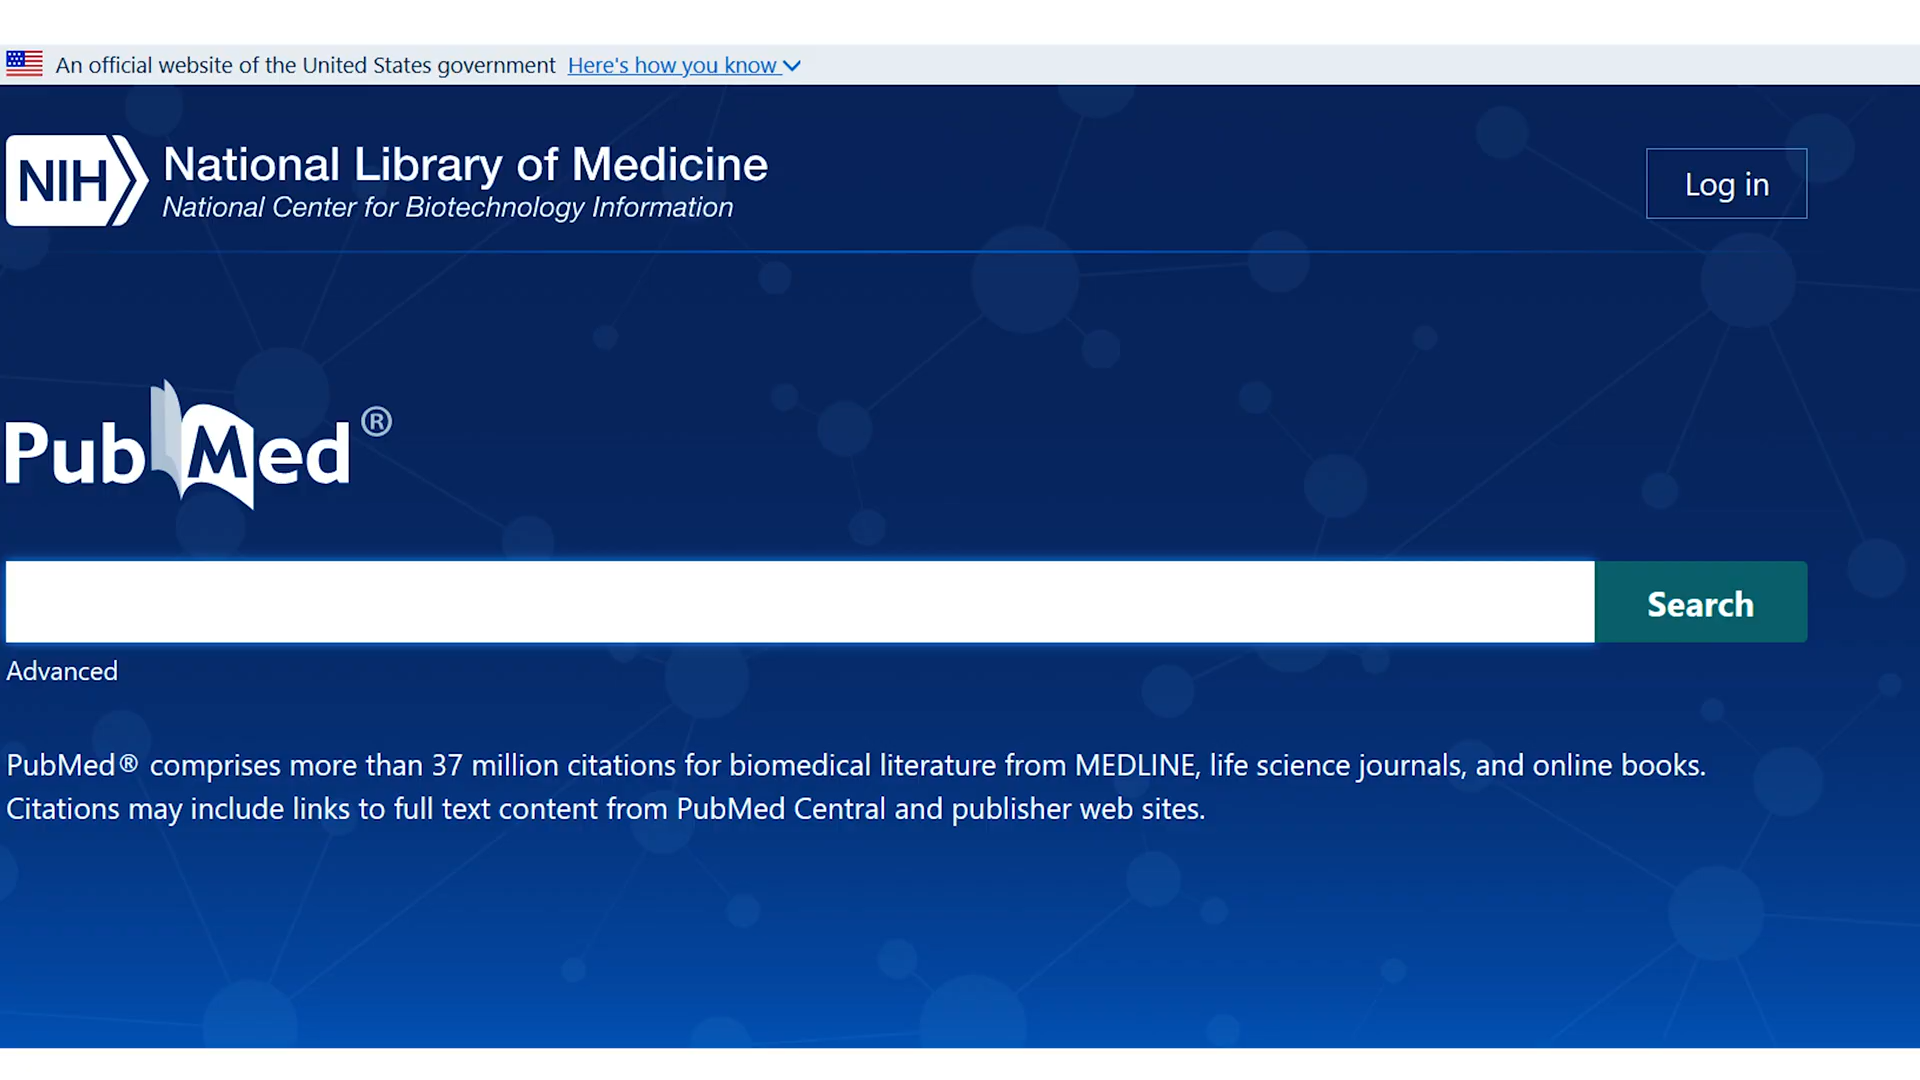 An official website of the United States government Here's how you know
NIH National Library of Medicine
National Center for Biotechnology Information
Log in
PubMed®
Search
Advanced
PubMed® comprises more than 37 million citations for biomedical literature from MEDLINE, life science journals, and online books.
Citations may include links to full text content from PubMed Central and publisher web sites.